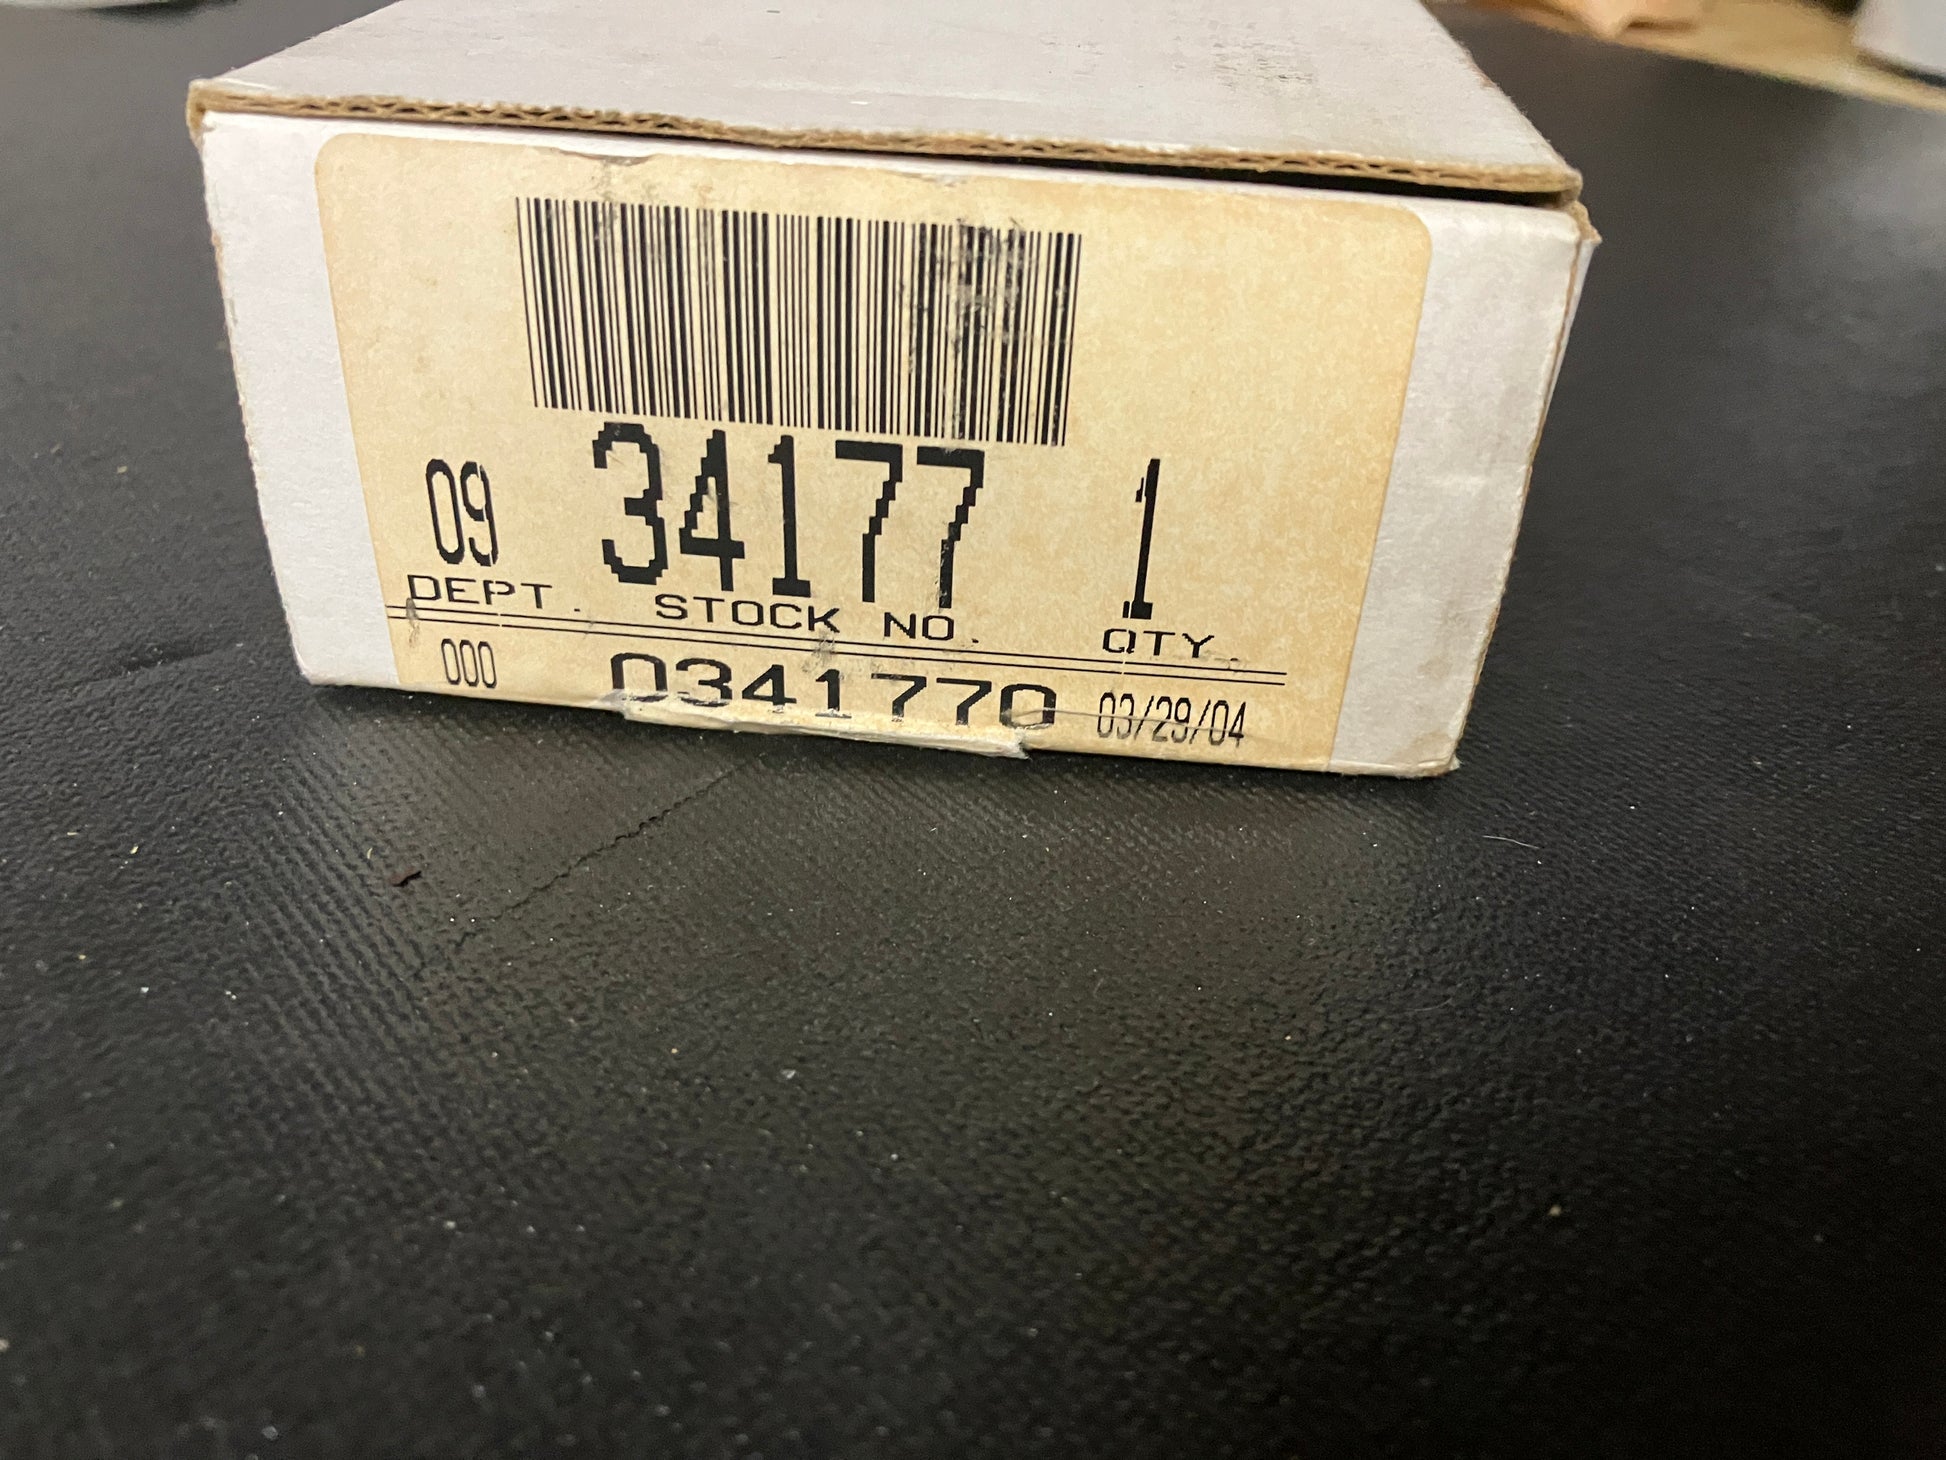 09 34177 1
DEPT. STOCK NO. QTY.
000 0341770 03/29/04